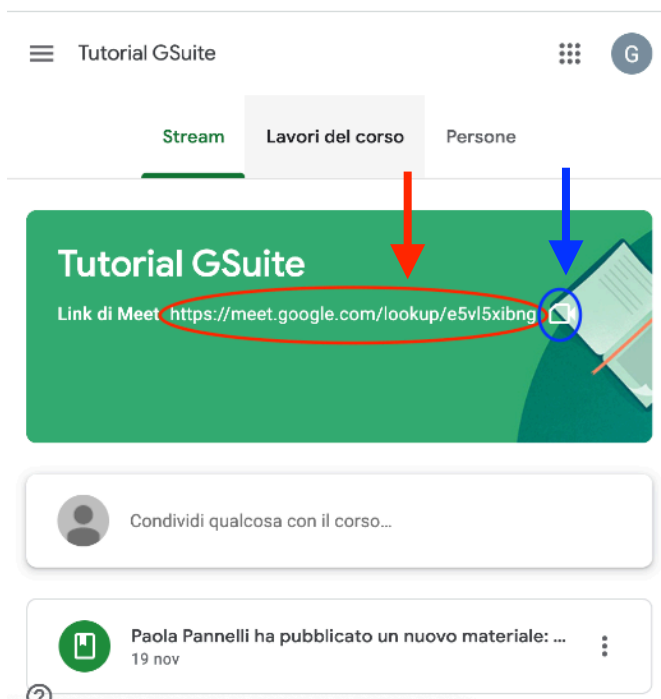 Tutorial GSuite
G
Stream Lavori del corso Persone
Tutorial GSuite
Link di Meet https://meet.google.com/lookup/e5vl5xibng
Condividi qualcosa con il corso...
Paola Pannelli ha pubblicato un nuovo materiale: ...
19 nov
?